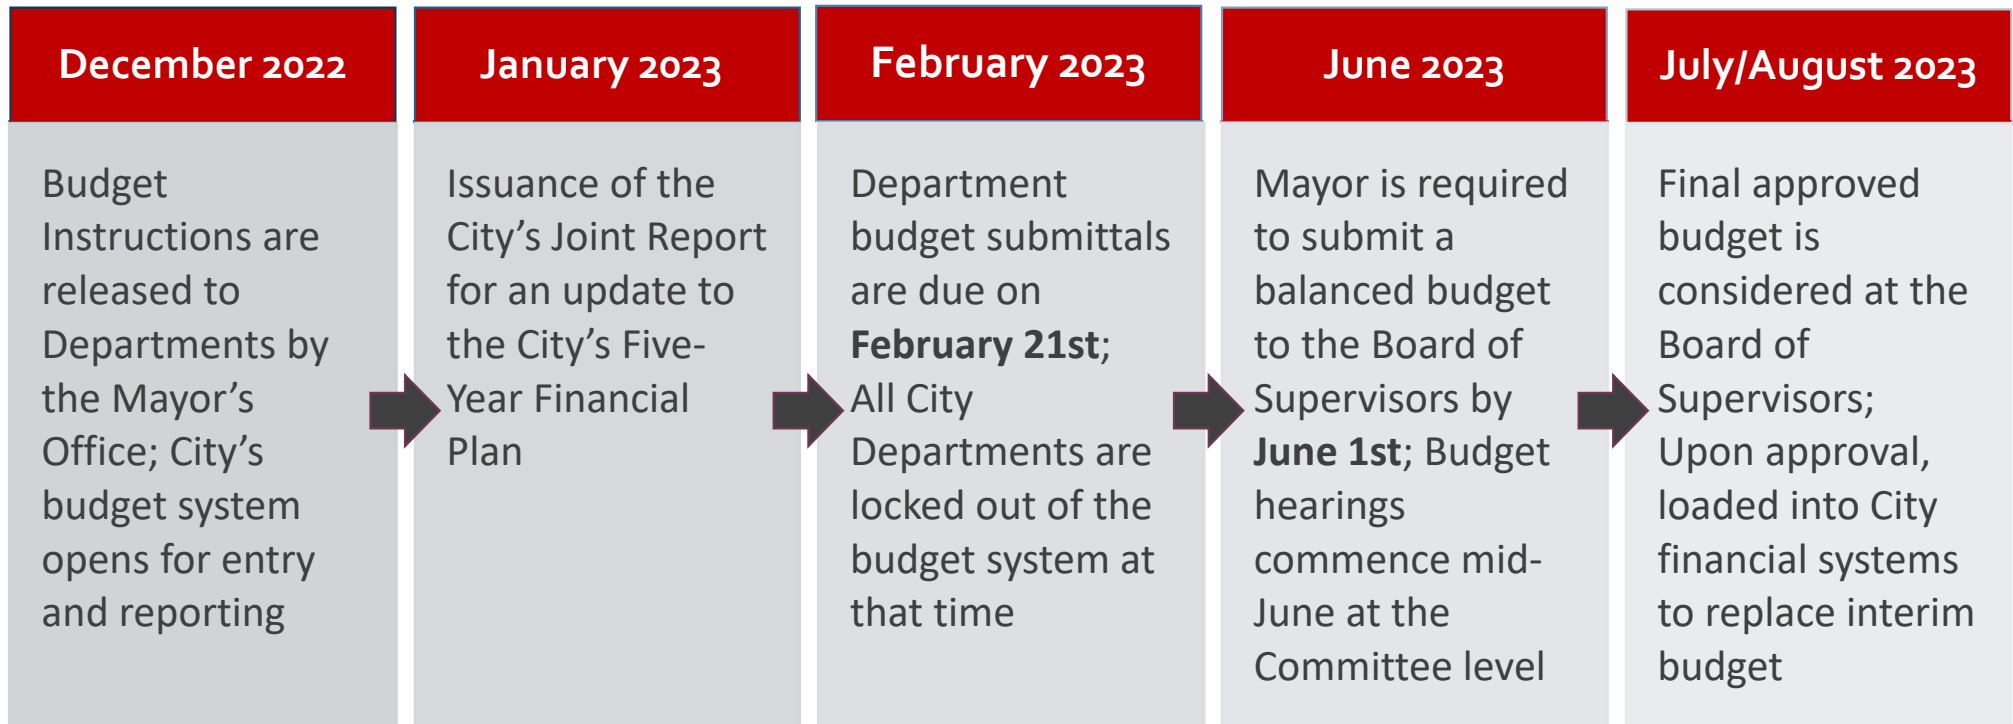 December 2022
Budget
Instructions are
released to
Departments by
the Mayor's
Office; City's
budget system
opens for entry
and reporting
January 2023
Issuance of the
City's Joint Report
for an update to
the City's Five-
Year Financial
Plan
February 2023
Department
budget submittals
are due on
February 21st;
All City
Departments are
locked out of the
budget system at
that time
June 2023
Mayor is required
to submit a
balanced budget
to the Board of
Supervisors by
June 1st; Budget
hearings
commence mid-
June at the
Committee level
July/August 2023
Final approved
budget is
considered at the
Board of
Supervisors;
Upon approval,
loaded into City
financial systems
to replace interim
budget